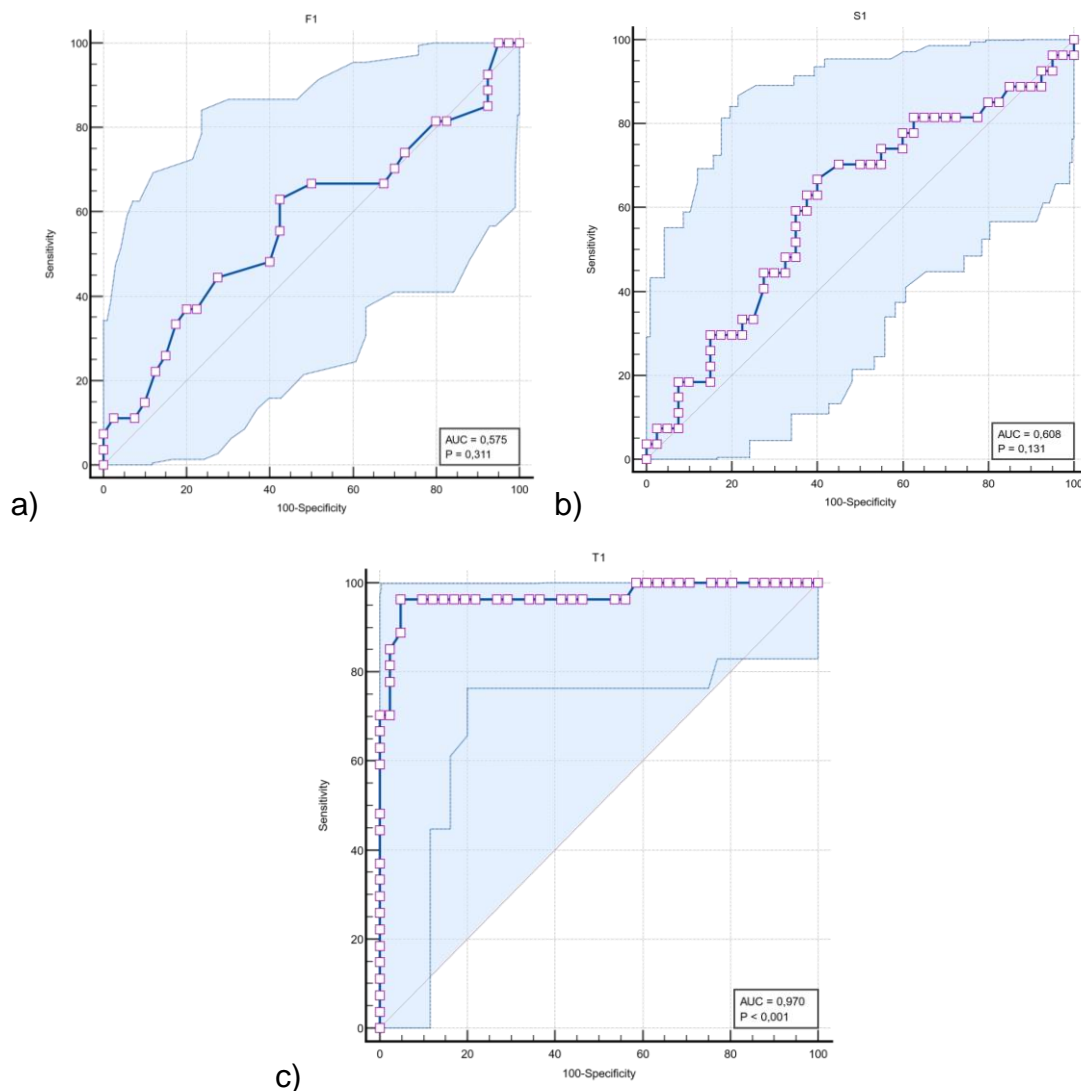 F1
100
80
60
40
20
0
Sensitivity
AUC = 0,575
P = 0,311
0 20 40 60 80 100
100-Specificity
a)
S1
100
80
60
40
20
0
Sensitivity
AUC = 0,608
P = 0,131
0 20 40 60 80 100
100-Specificity
b)
T1
100
80
60
40
20
0
Sensitivity
AUC = 0,970
P < 0,001
0 20 40 60 80 100
100-Specificity
c)